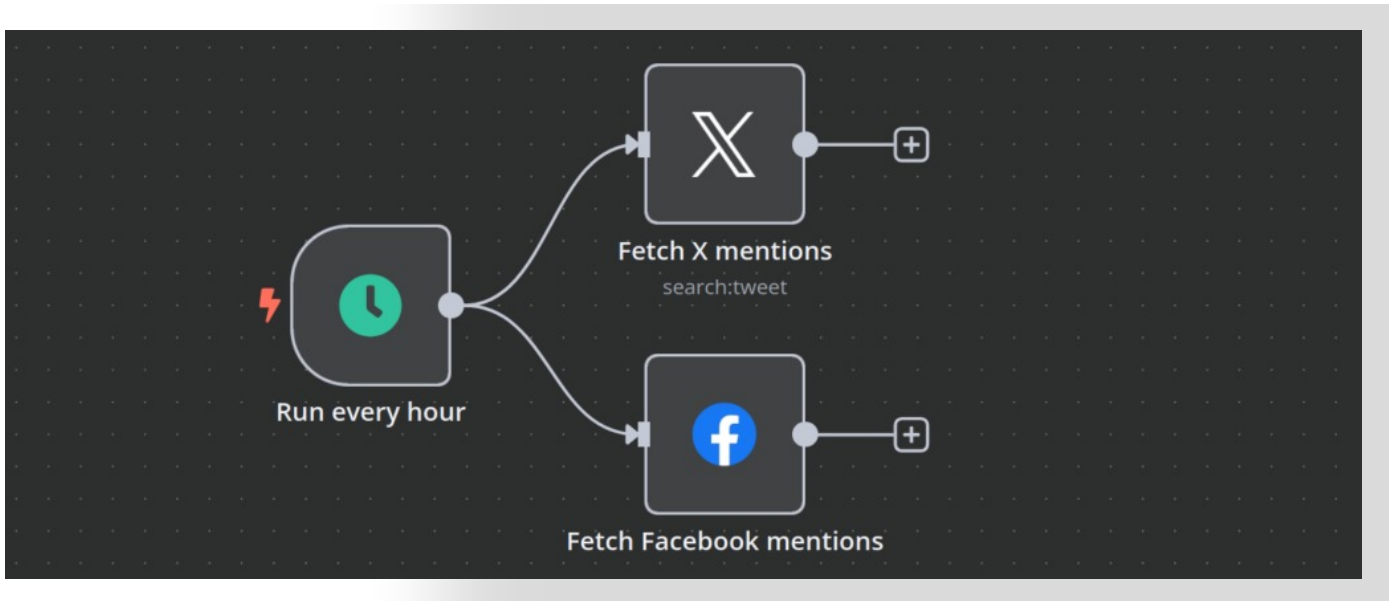 Fetch X mentions
search:tweet
Run every hour
Fetch Facebook mentions